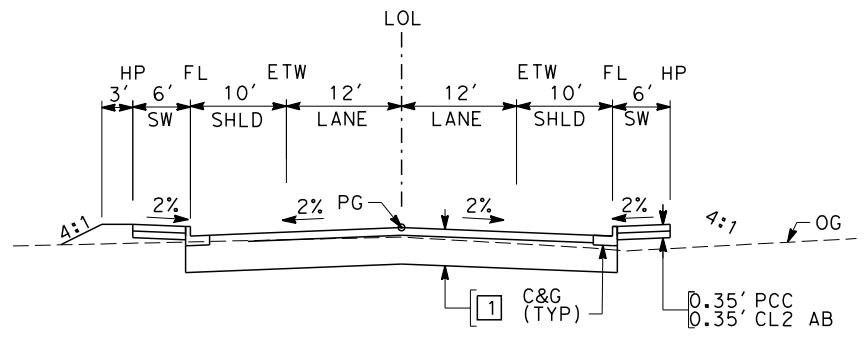 LOL
HP FL ETW ETW FL HP
3' 6' 10' 12' 12' 10' 6'
SW SHLD LANE LANE SHLD SW
2% 2% PG 2% 2%
4:1 4:1 OG
1 C&G
(TYP)
0.35' PCC
0.35' CL2 AB